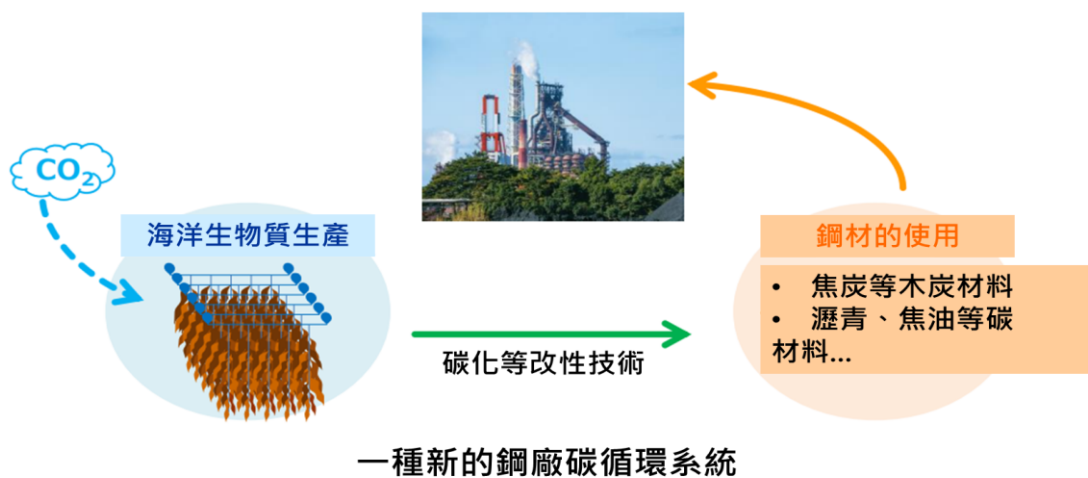 CO₂
海洋生物質生產
碳化等改性技術
鋼材的使用
• 焦炭等木炭材料
• 瀝青、焦油等碳
材料...
一種新的鋼廠碳循環系統